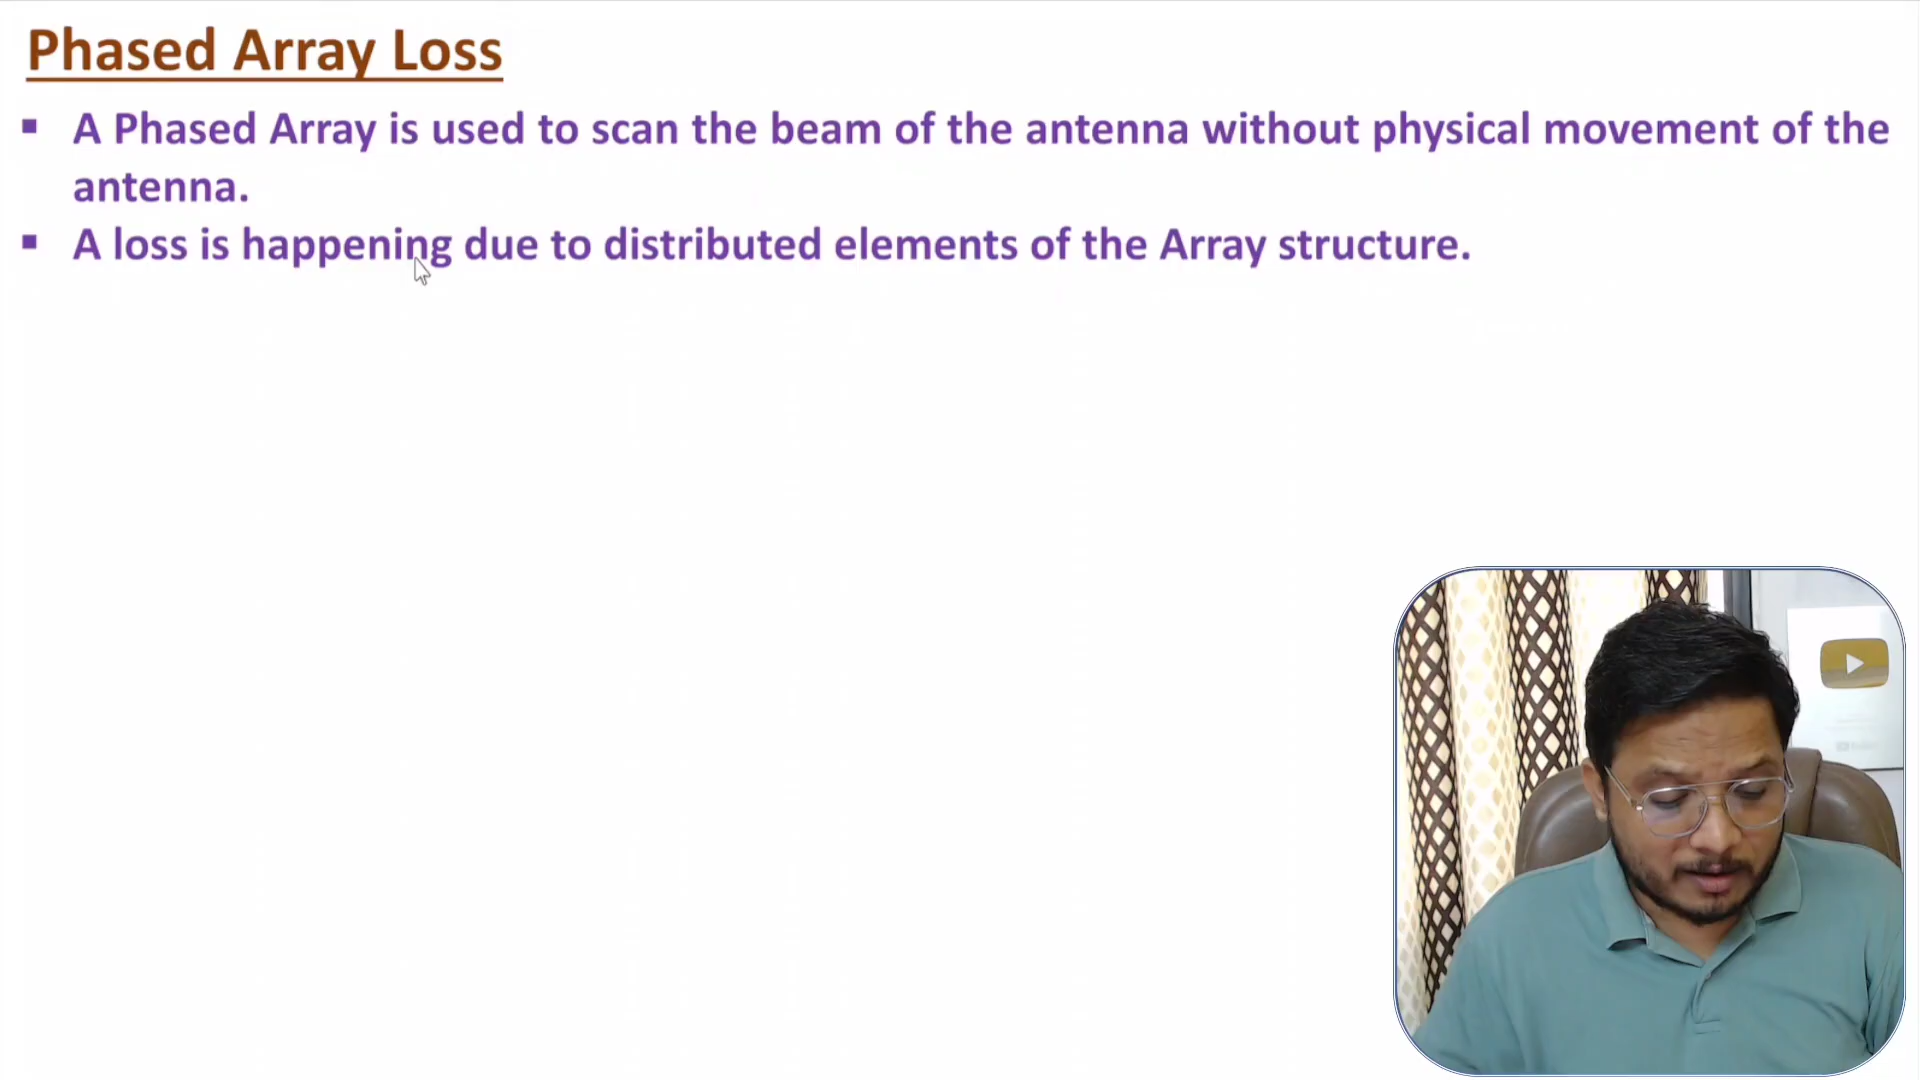 Phased Array Loss
▪ A Phased Array is used to scan the beam of the antenna without physical movement of the
antenna.
▪ A loss is happening due to distributed elements of the Array structure.